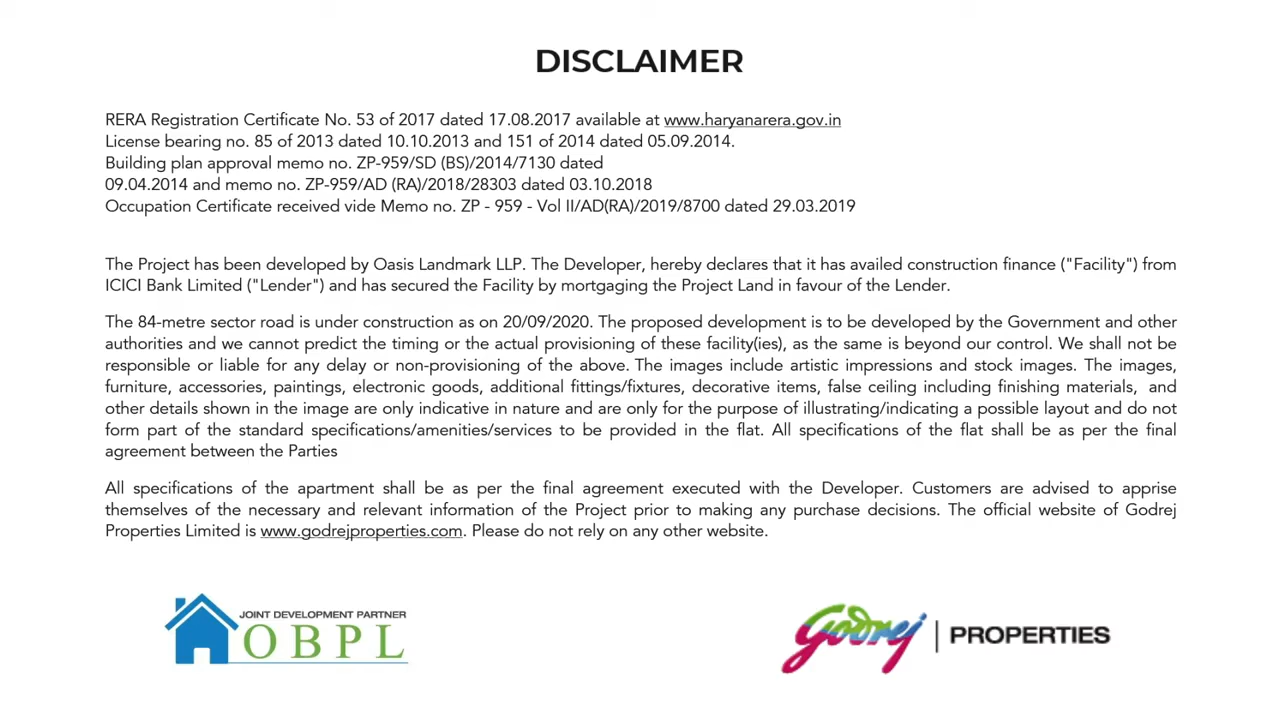 DISCLAIMER
RERA Registration Certificate No. 53 of 2017 dated 17.08.2017 available at www.haryanarera.gov.in
License bearing no. 85 of 2013 dated 10.10.2013 and 151 of 2014 dated 05.09.2014.
Building plan approval memo no. ZP-959/SD (BS)/2014/7130 dated
09.04.2014 and memo no. ZP-959/AD (RA)/2018/28303 dated 03.10.2018
Occupation Certificate received vide Memo no. ZP - 959 - Vol II/AD(RA)/2019/8700 dated 29.03.2019
The Project has been developed by Oasis Landmark LLP. The Developer, hereby declares that it has availed construction finance ("Facility") from
ICICI Bank Limited ("Lender") and has secured the Facility by mortgaging the Project Land in favour of the Lender.
The 84-metre sector road is under construction as on 20/09/2020. The proposed development is to be developed by the Government and other
authorities and we cannot predict the timing or the actual provisioning of these facility(ies), as the same is beyond our control. We shall not be
responsible or liable for any delay or non-provisioning of the above. The images include artistic impressions and stock images. The images,
furniture, accessories, paintings, electronic goods, additional fittings/fixtures, decorative items, false ceiling including finishing materials, and
other details shown in the image are only indicative in nature and are only for the purpose of illustrating/indicating a possible layout and do not
form part of the standard specifications/amenities/services to be provided in the flat. All specifications of the flat shall be as per the final
agreement between the Parties
All specifications of the apartment shall be as per the final agreement executed with the Developer. Customers are advised to apprise
themselves of the necessary and relevant information of the Project prior to making any purchase decisions. The official website of Godrej
Properties Limited is www.godrejproperties.com. Please do not rely on any other website.
JOINT DEVELOPMENT PARTNER
OBPL
Godrej | PROPERTIES